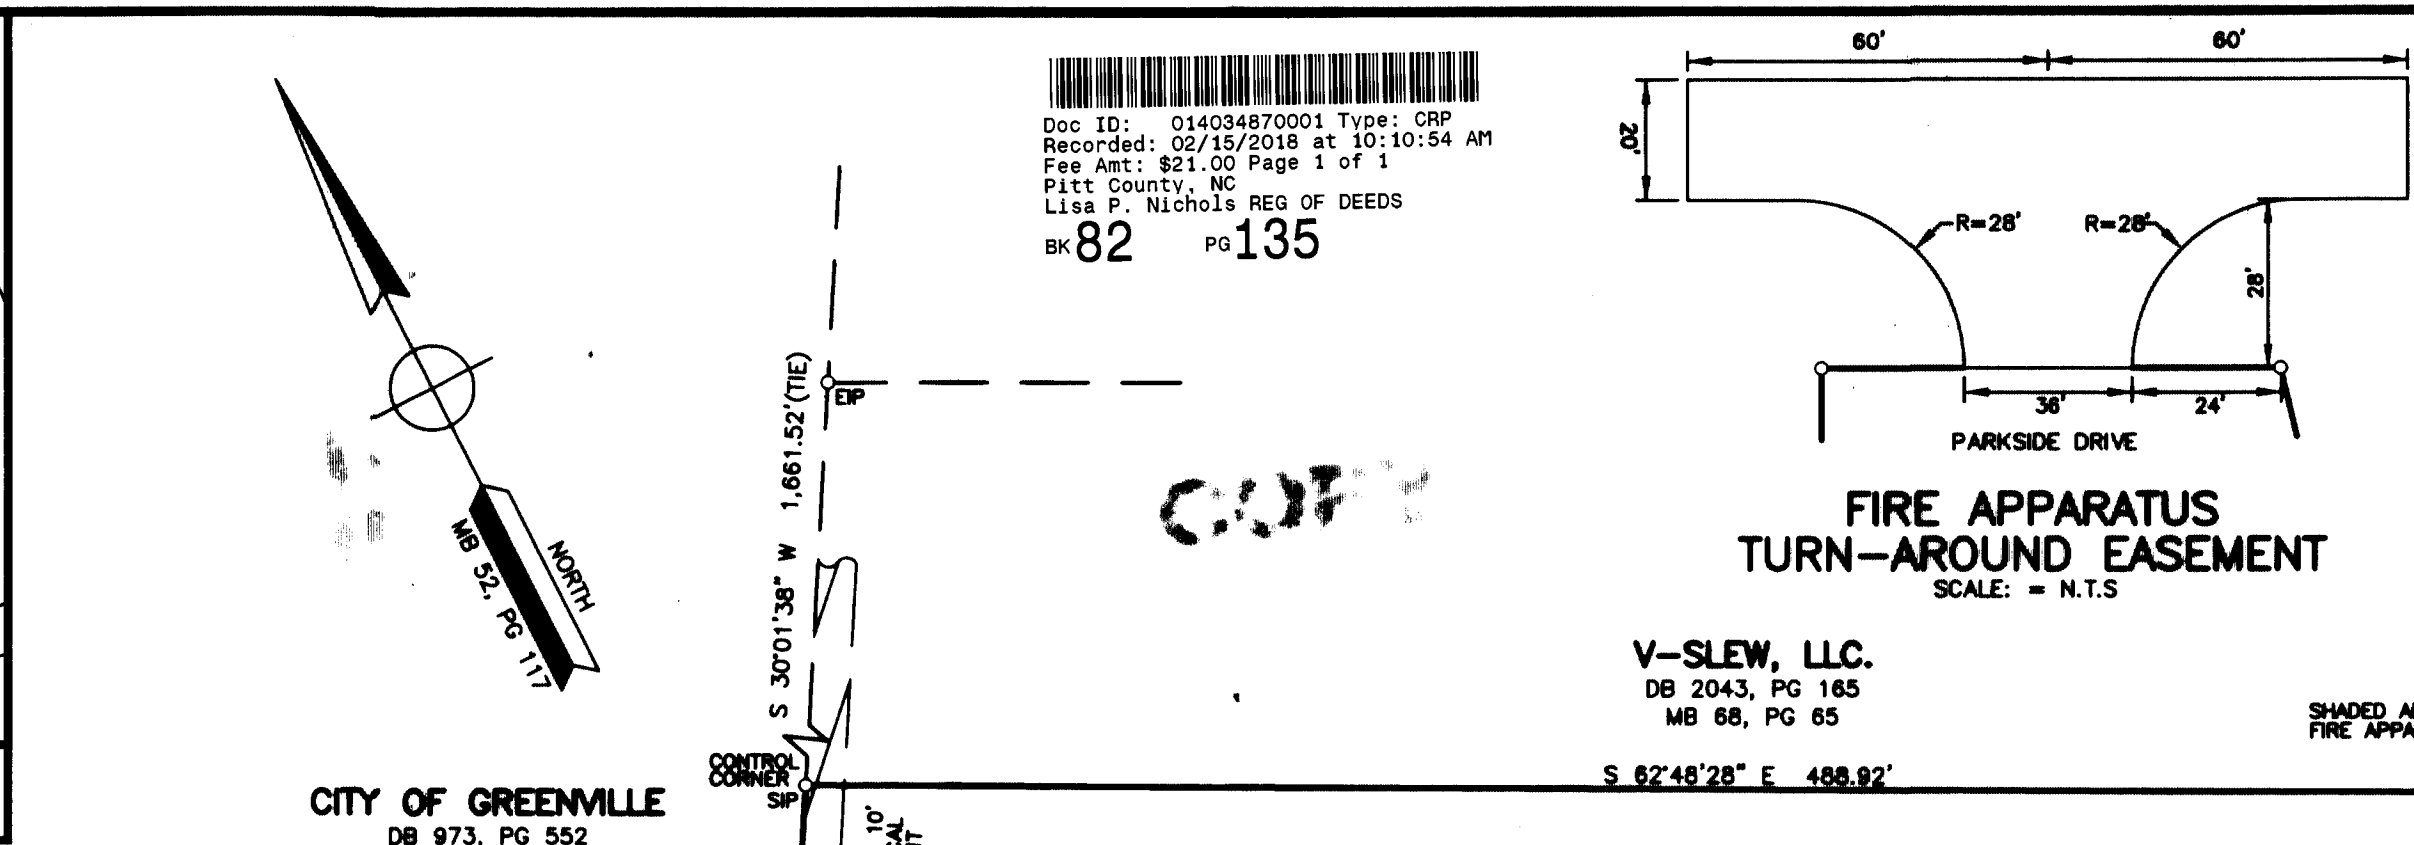 Doc ID: 014034870001 Type: CRP
Recorded: 02/15/2018 at 10:10:54 AM
Fee Amt: $21.00 Page 1 of 1
Pitt County, NC
Lisa P. Nichols REG OF DEEDS
BK 82 PG 135
60' 60'
20'
R=28' R=28'
28'
36' 24'
PARKSIDE DRIVE
FIRE APPARATUS
TURN-AROUND EASEMENT
SCALE: = N.T.S
NORTH
MB 52, PG 117
S 30°01'38" W 1,661.52'(TIE)
EIP
COPY
V-SLEW, LLC.
DB 2043, PG 165
MB 68, PG 65
SHADED
FIRE
S 62°48'28" E 488.92'
CONTROL
CORNER
SIP
CITY OF GREENVILLE
DB 973, PG 552
10'